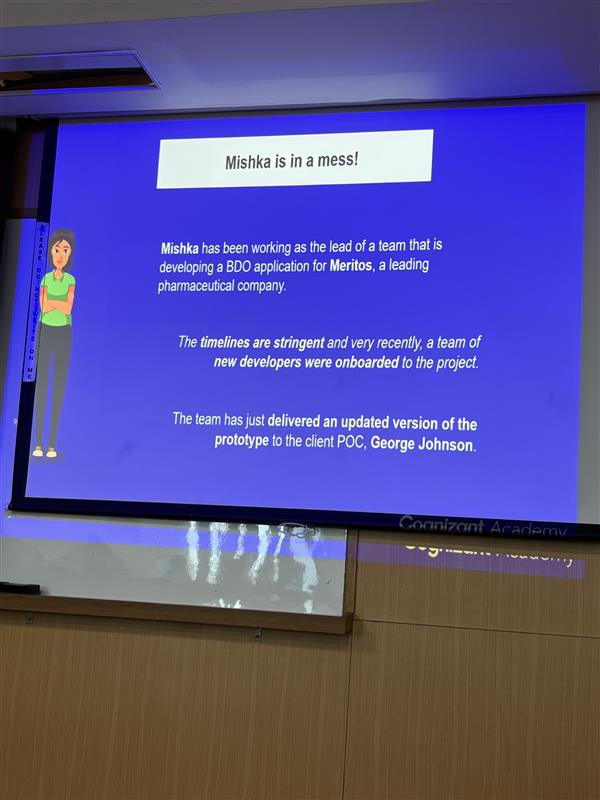 Mishka is in a mess!
Mishka has been working as the lead of a team that is
developing a BDO application for Meritos, a leading
pharmaceutical company.
The timelines are stringent and very recently, a team of
new developers were onboarded to the project.
The team has just delivered an updated version of the
prototype to the client POC, George Johnson.
PLEASE DO NOT WRITE ON ME
Cognizant Academy
Cognizant Academy